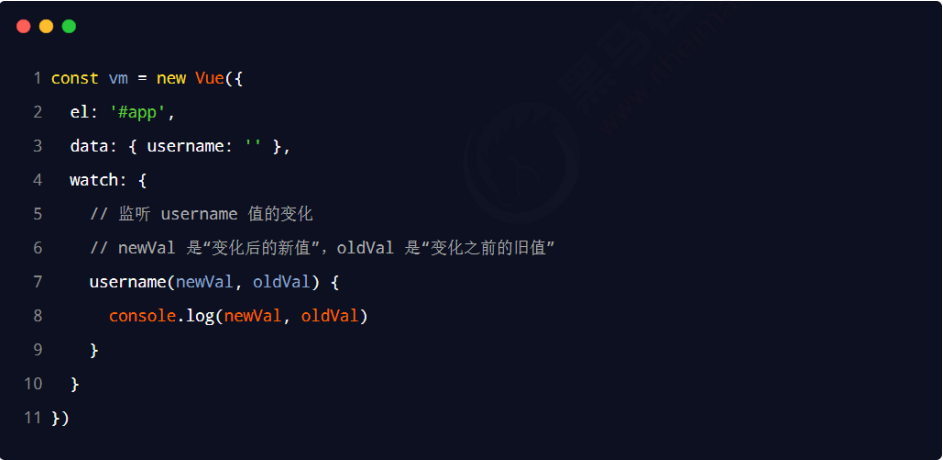 1 const vm = new Vue({
2 el: '#app',
3 data: { username: '' },
4 watch: {
5 // 监听 username 值的变化
6 // newVal 是“变化后的新值”，oldVal 是“变化之前的旧值”
7 username(newVal, oldVal) {
8 console.log(newVal, oldVal)
9 }
10 }
11 })